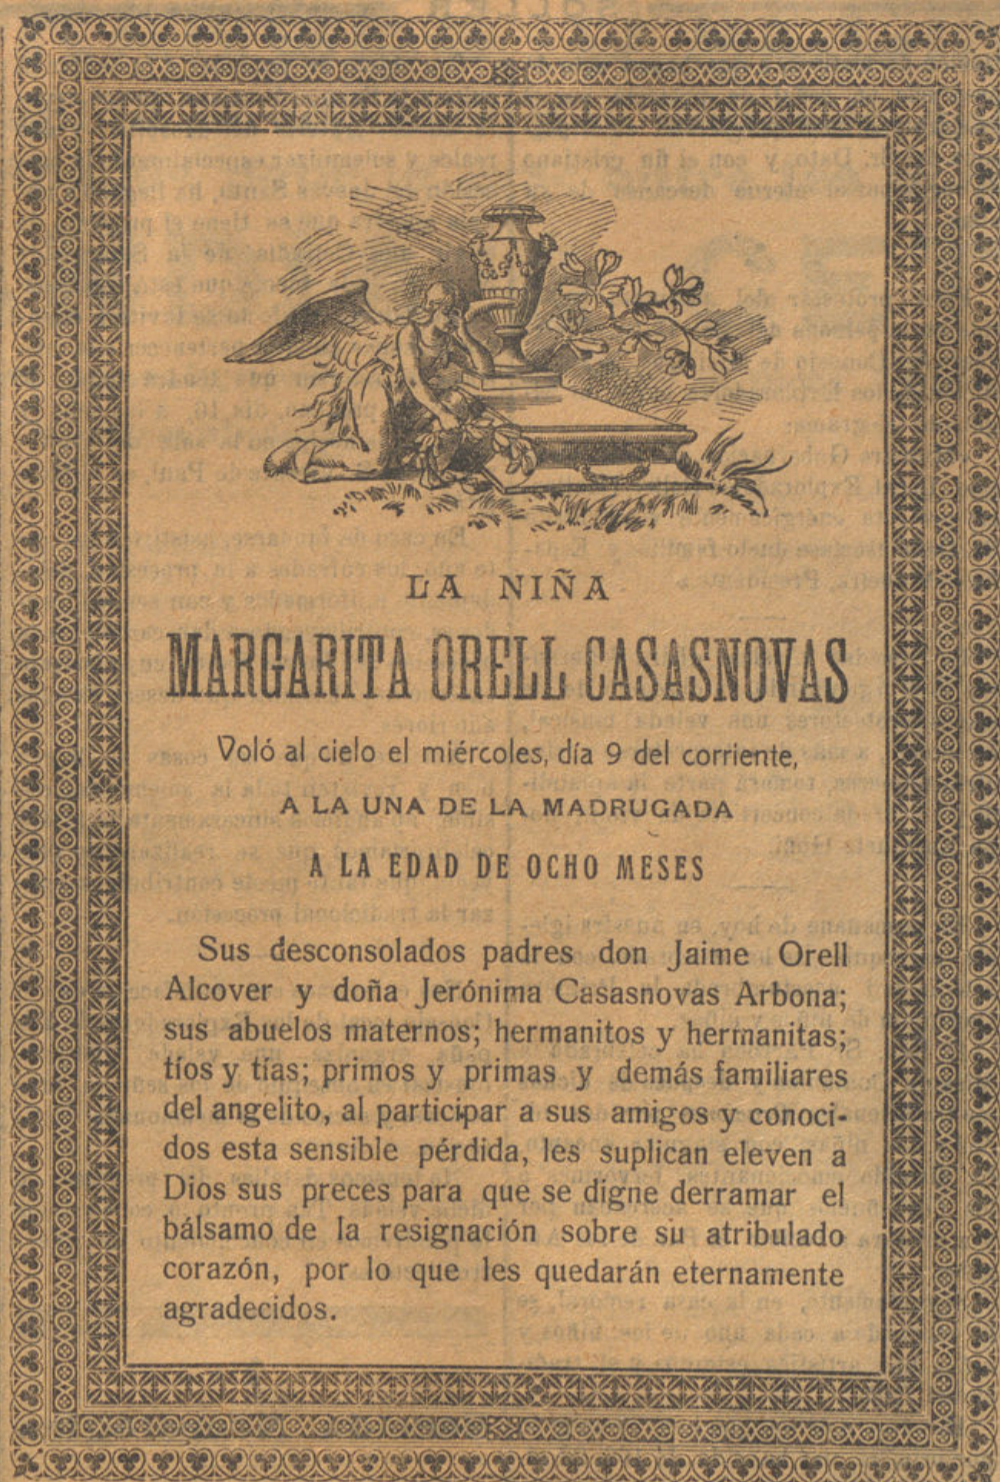 LA NIÑA
MARGARITA ORELL CASASNOVAS
Voló al cielo el miércoles, día 9 del corriente,
A LA UNA DE LA MADRUGADA
A LA EDAD DE OCHO MESES
Sus desconsolados padres don Jaime Orell
Alcover y doña Jerónima Casasnovas Arbona;
sus abuelos maternos; hermanitos y hermanitas;
tíos y tías; primos y primas y demás familiares
del angelito, al participar a sus amigos y conoci-
dos esta sensible pérdida, les suplican eleven a
Dios sus preces para que se digne derramar el
bálsamo de la resignación sobre su atribulado
corazón, por lo que les quedarán eternamente
agradecidos.